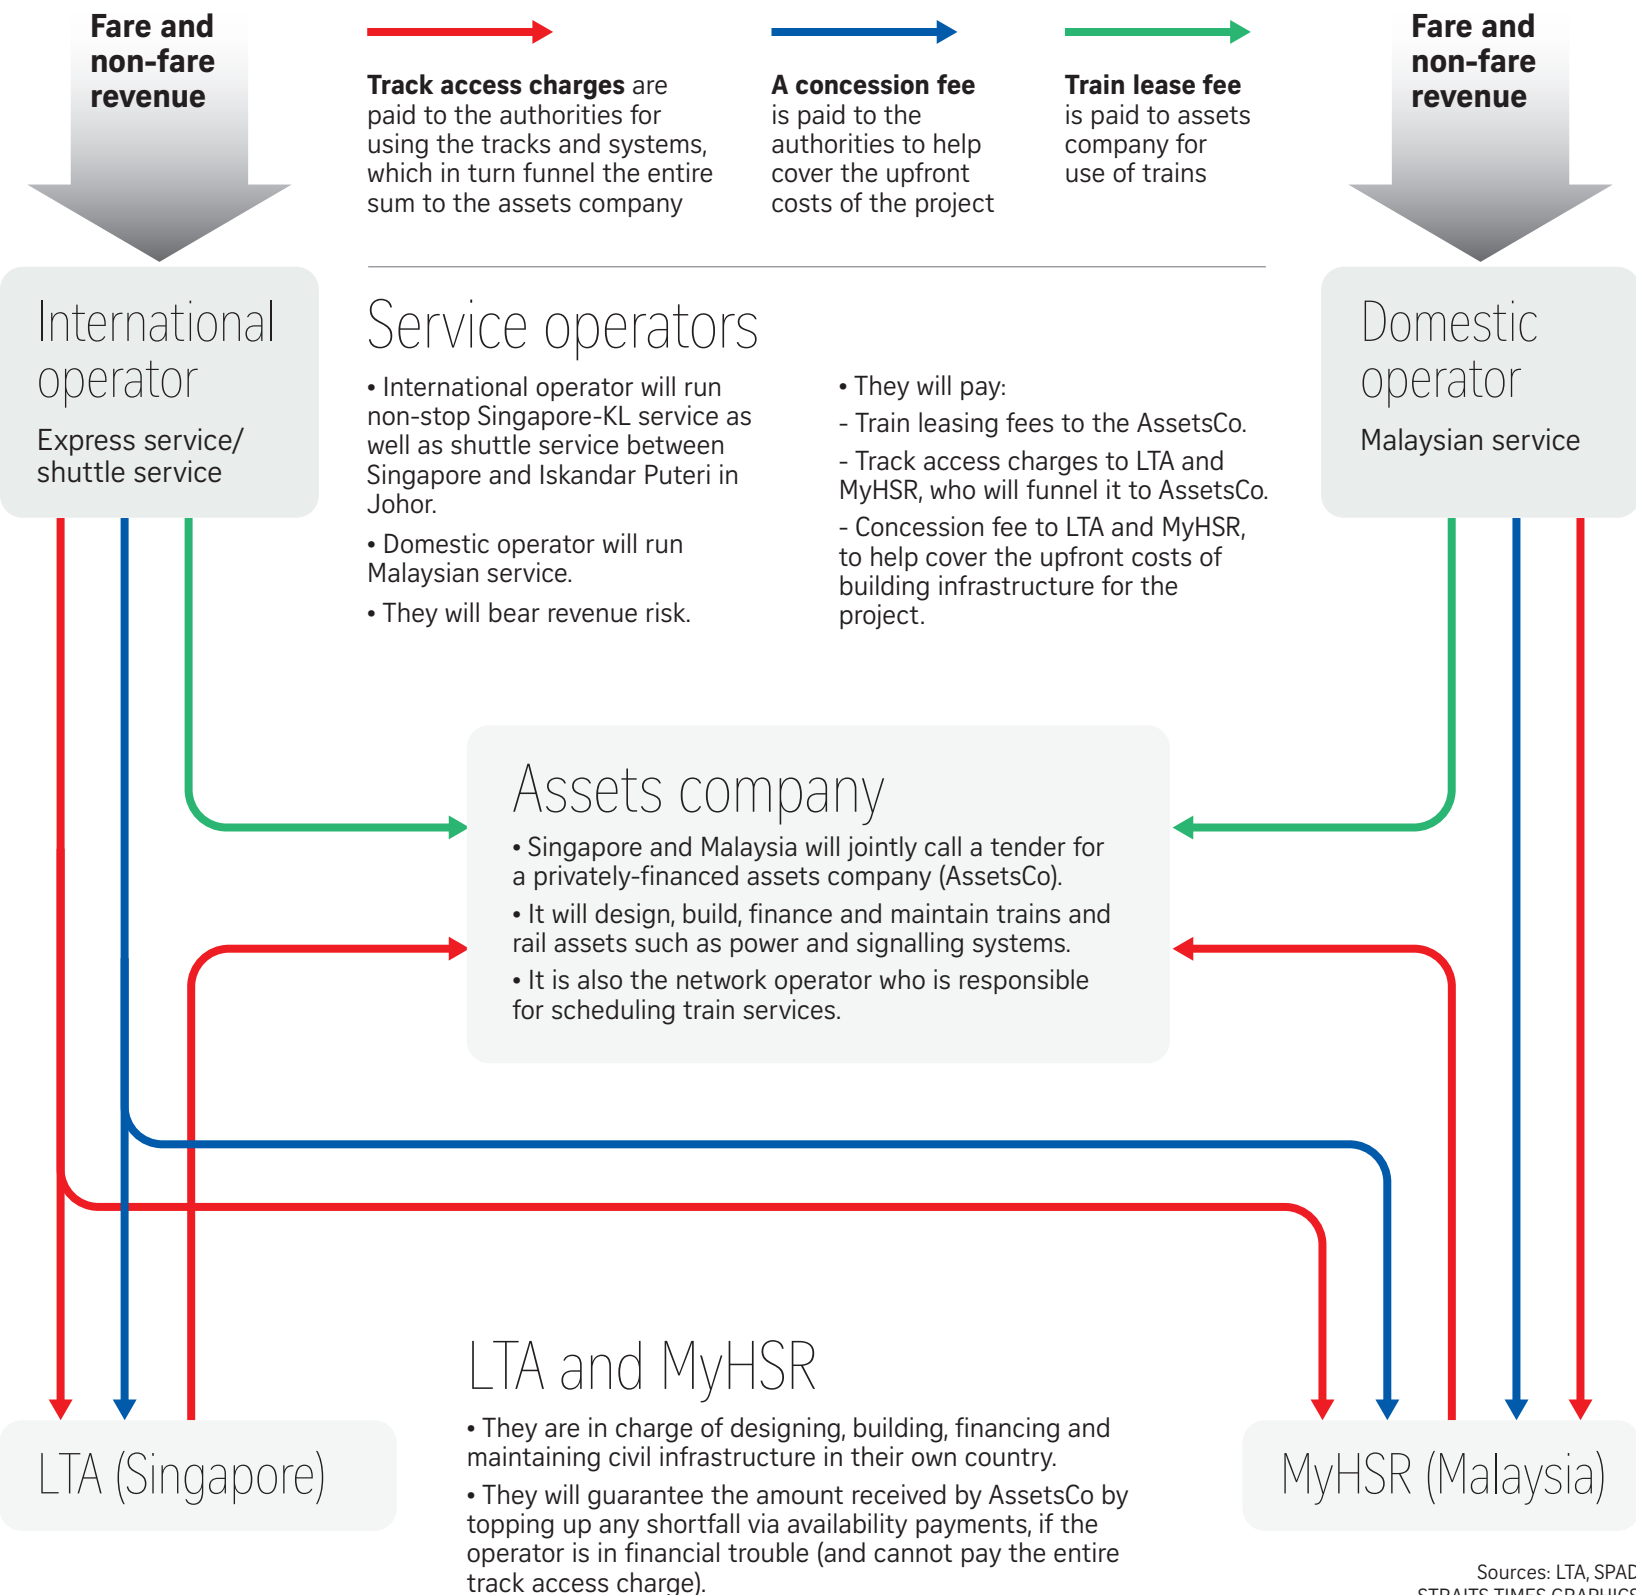 Fare and
non-fare
revenue
Track access charges are
paid to the authorities for
using the tracks and systems,
which in turn funnel the entire
sum to the assets company
A concession fee
is paid to the
authorities to help
cover the upfront
costs of the project
Train lease fee
is paid to assets
company for
use of trains
Fare and
non-fare
revenue
International
operator
Express service/
shuttle service
Service operators
• International operator will run
non-stop Singapore-KL service as
well as shuttle service between
Singapore and Iskandar Puteri in
Johor.
• Domestic operator will run
Malaysian service.
• They will bear revenue risk.
• They will pay:
- Train leasing fees to the AssetsCo.
- Track access charges to LTA and
MyHSR, who will funnel it to AssetsCo.
- Concession fee to LTA and MyHSR,
to help cover the upfront costs of
building infrastructure for the
project.
Domestic
operator
Malaysian service
Assets company
• Singapore and Malaysia will jointly call a tender for
a privately-financed assets company (AssetsCo).
• It will design, build, finance and maintain trains and
rail assets such as power and signalling systems.
• It is also the network operator who is responsible
for scheduling train services.
LTA (Singapore)
LTA and MyHSR
• They are in charge of designing, building, financing and
maintaining civil infrastructure in their own country.
• They will guarantee the amount received by AssetsCo by
topping up any shortfall via availability payments, if the
operator is in financial trouble (and cannot pay the entire
track access charge).
MyHSR (Malaysia)
Sources: LTA, SPAD
STRAITS TIMES GRAPHICS